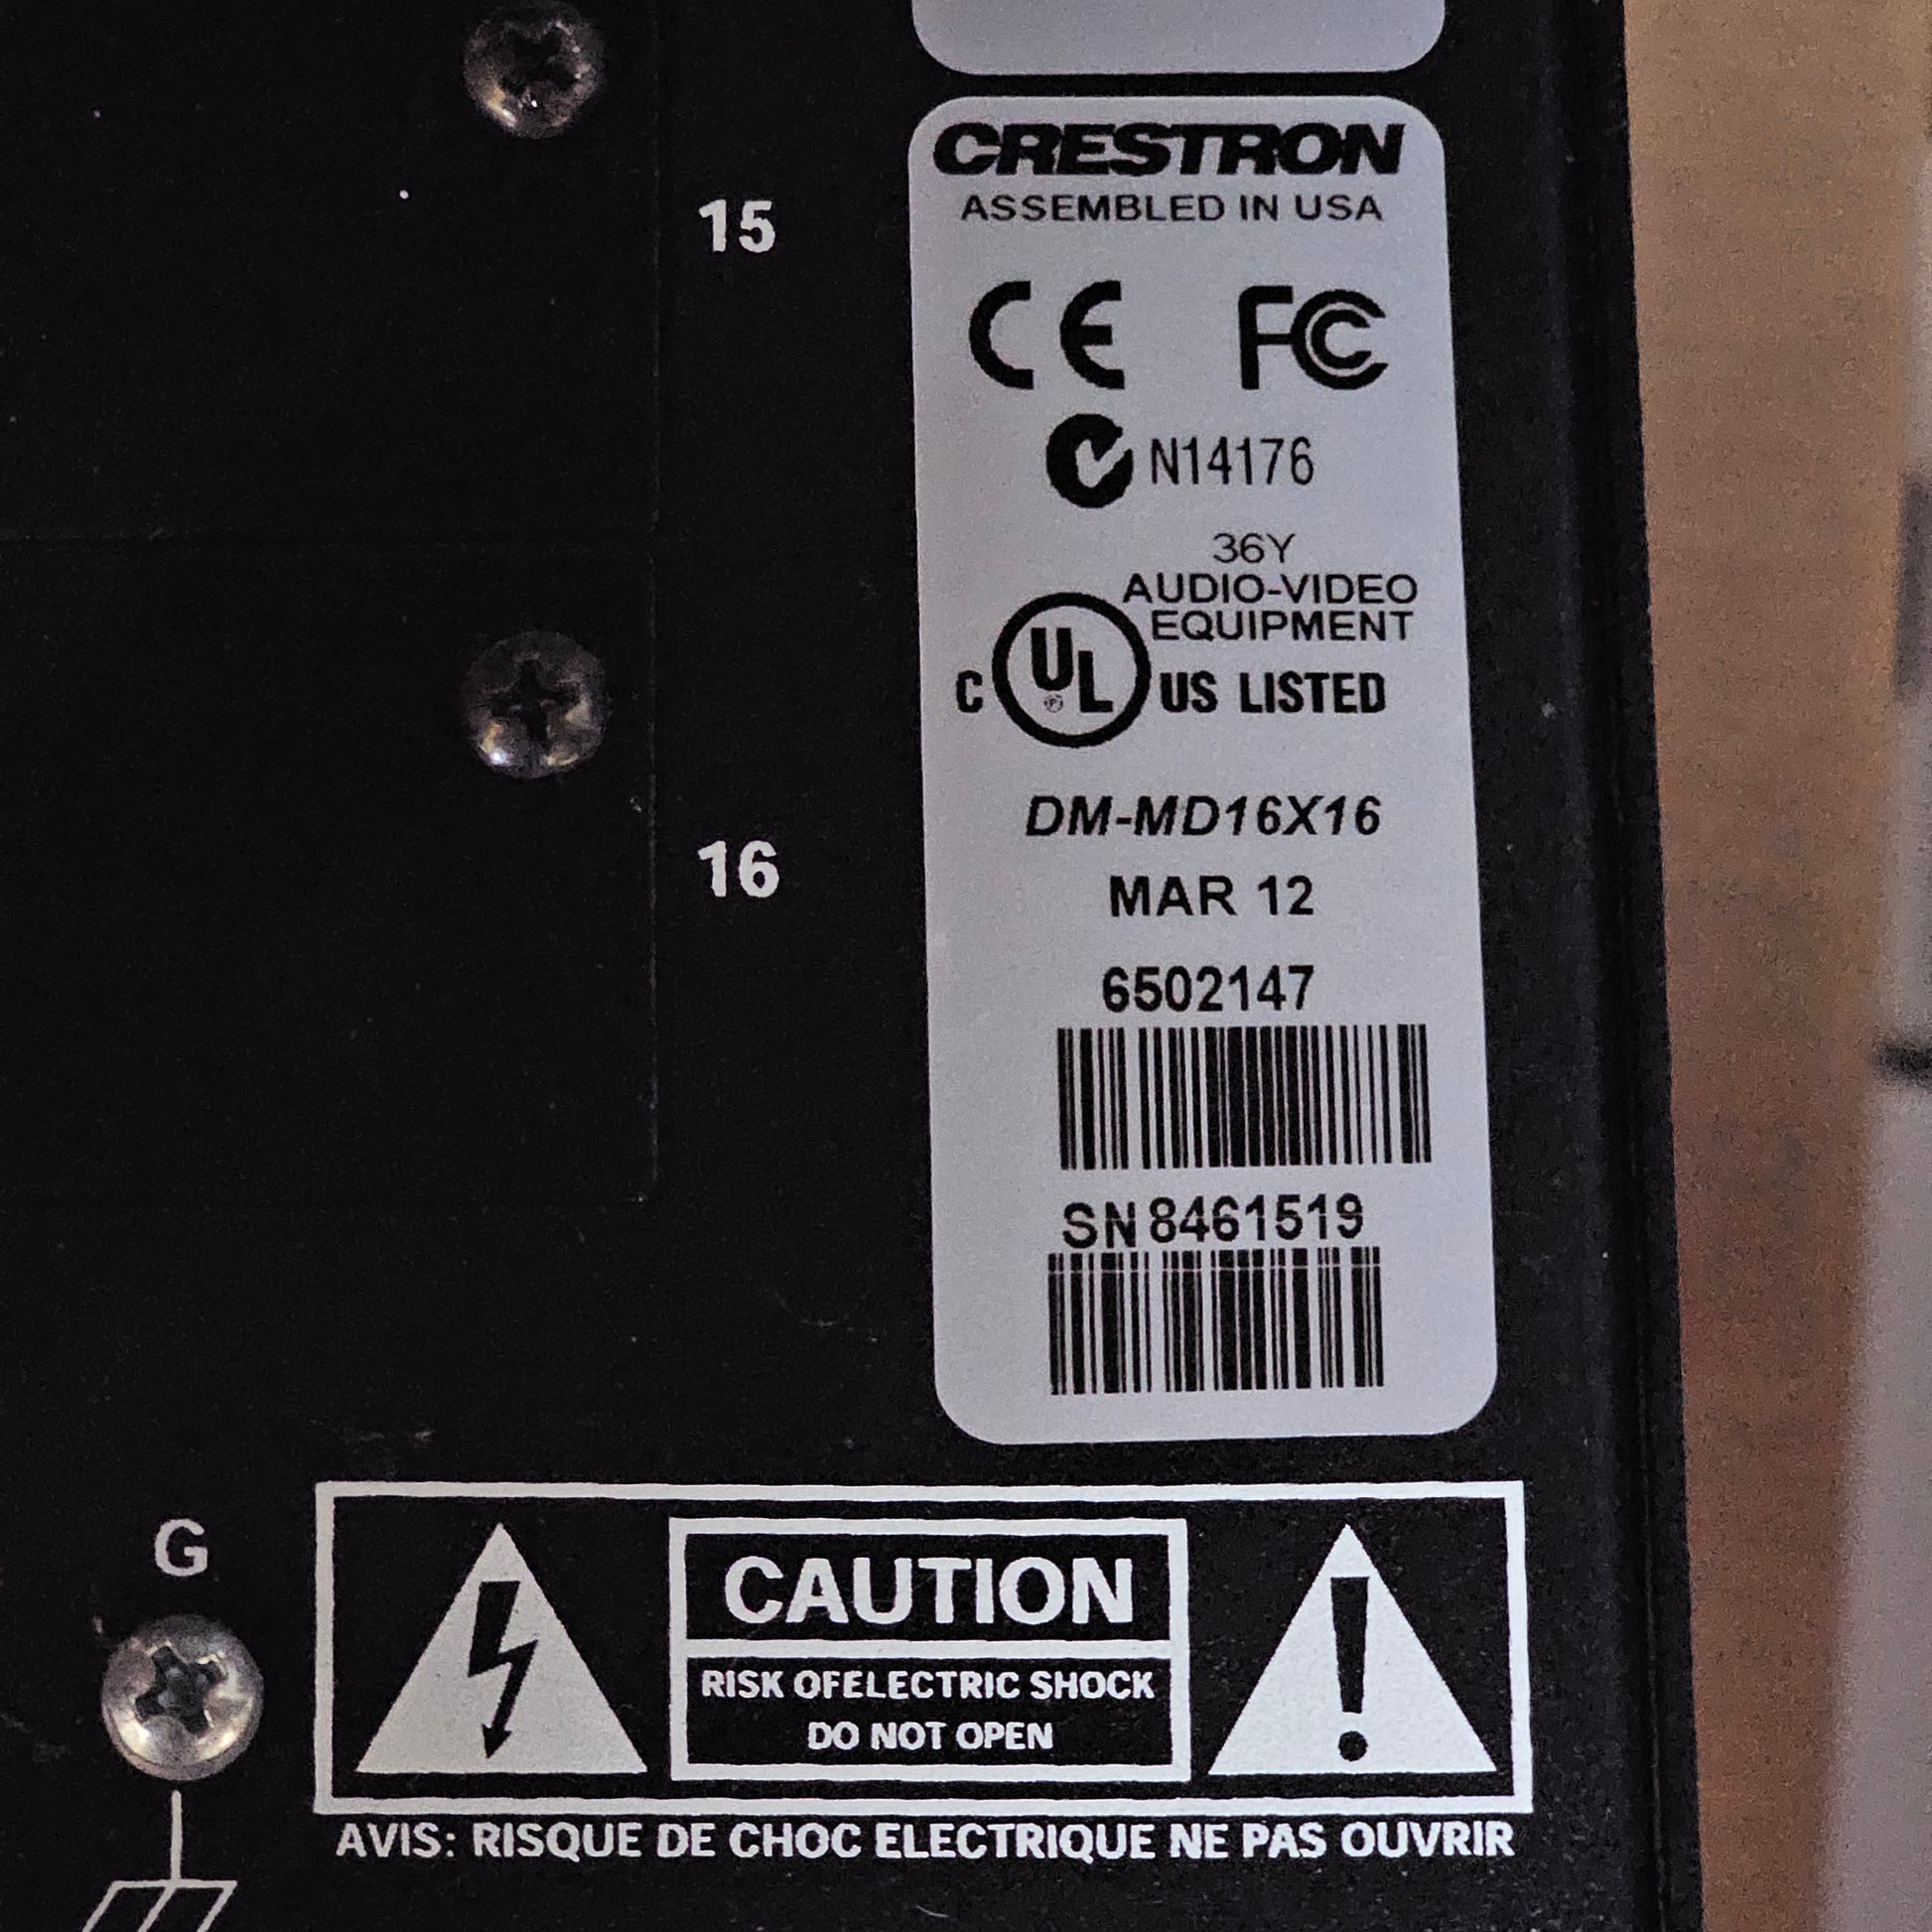 15
16
CRESTRON
ASSEMBLED IN USA
CE FC
N14176
36Y
AUDIO-VIDEO
EQUIPMENT
C UL US LISTED
DM-MD16X16
MAR 12
6502147
SN 8461519
G
CAUTION
RISK OFELECTRIC SHOCK
DO NOT OPEN
AVIS: RISQUE DE CHOC ELECTRIQUE NE PAS OUVRIR